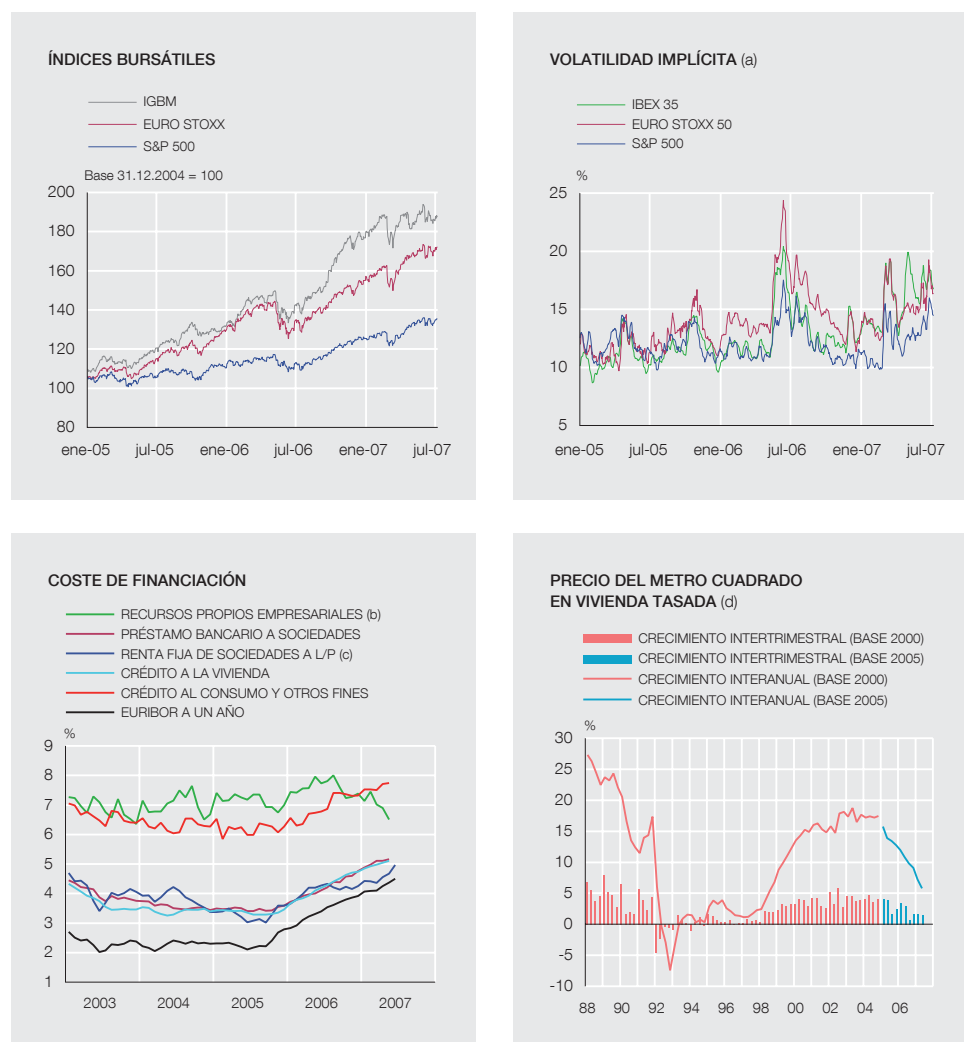 ÍNDICES BURSÁTILES
IGBM
EURO STOXX
S&P 500
Base 31.12.2004 = 100
200
180
160
140
120
100
80
ene-05 jul-05 ene-06 jul-06 ene-07 jul-07
VOLATILIDAD IMPLÍCITA (a)
IBEX 35
EURO STOXX 50
S&P 500
%
25
20
15
10
5
ene-05 jul-05 ene-06 jul-06 ene-07 jul-07
COSTE DE FINANCIACIÓN
RECURSOS PROPIOS EMPRESARIALES (b)
PRÉSTAMO BANCARIO A SOCIEDADES
RENTA FIJA DE SOCIEDADES A L/P (c)
CRÉDITO A LA VIVIENDA
CRÉDITO AL CONSUMO Y OTROS FINES
EURIBOR A UN AÑO
%
9
8
7
6
5
4
3
2
1
2003 2004 2005 2006 2007
PRECIO DEL METRO CUADRADO
EN VIVIENDA TASADA (d)
CRECIMIENTO INTERTRIMESTRAL (BASE 2000)
CRECIMIENTO INTERTRIMESTRAL (BASE 2005)
CRECIMIENTO INTERANUAL (BASE 2000)
CRECIMIENTO INTERANUAL (BASE 2005)
%
30
25
20
15
10
5
0
-5
-10
88 90 92 94 96 98 00 02 04 06